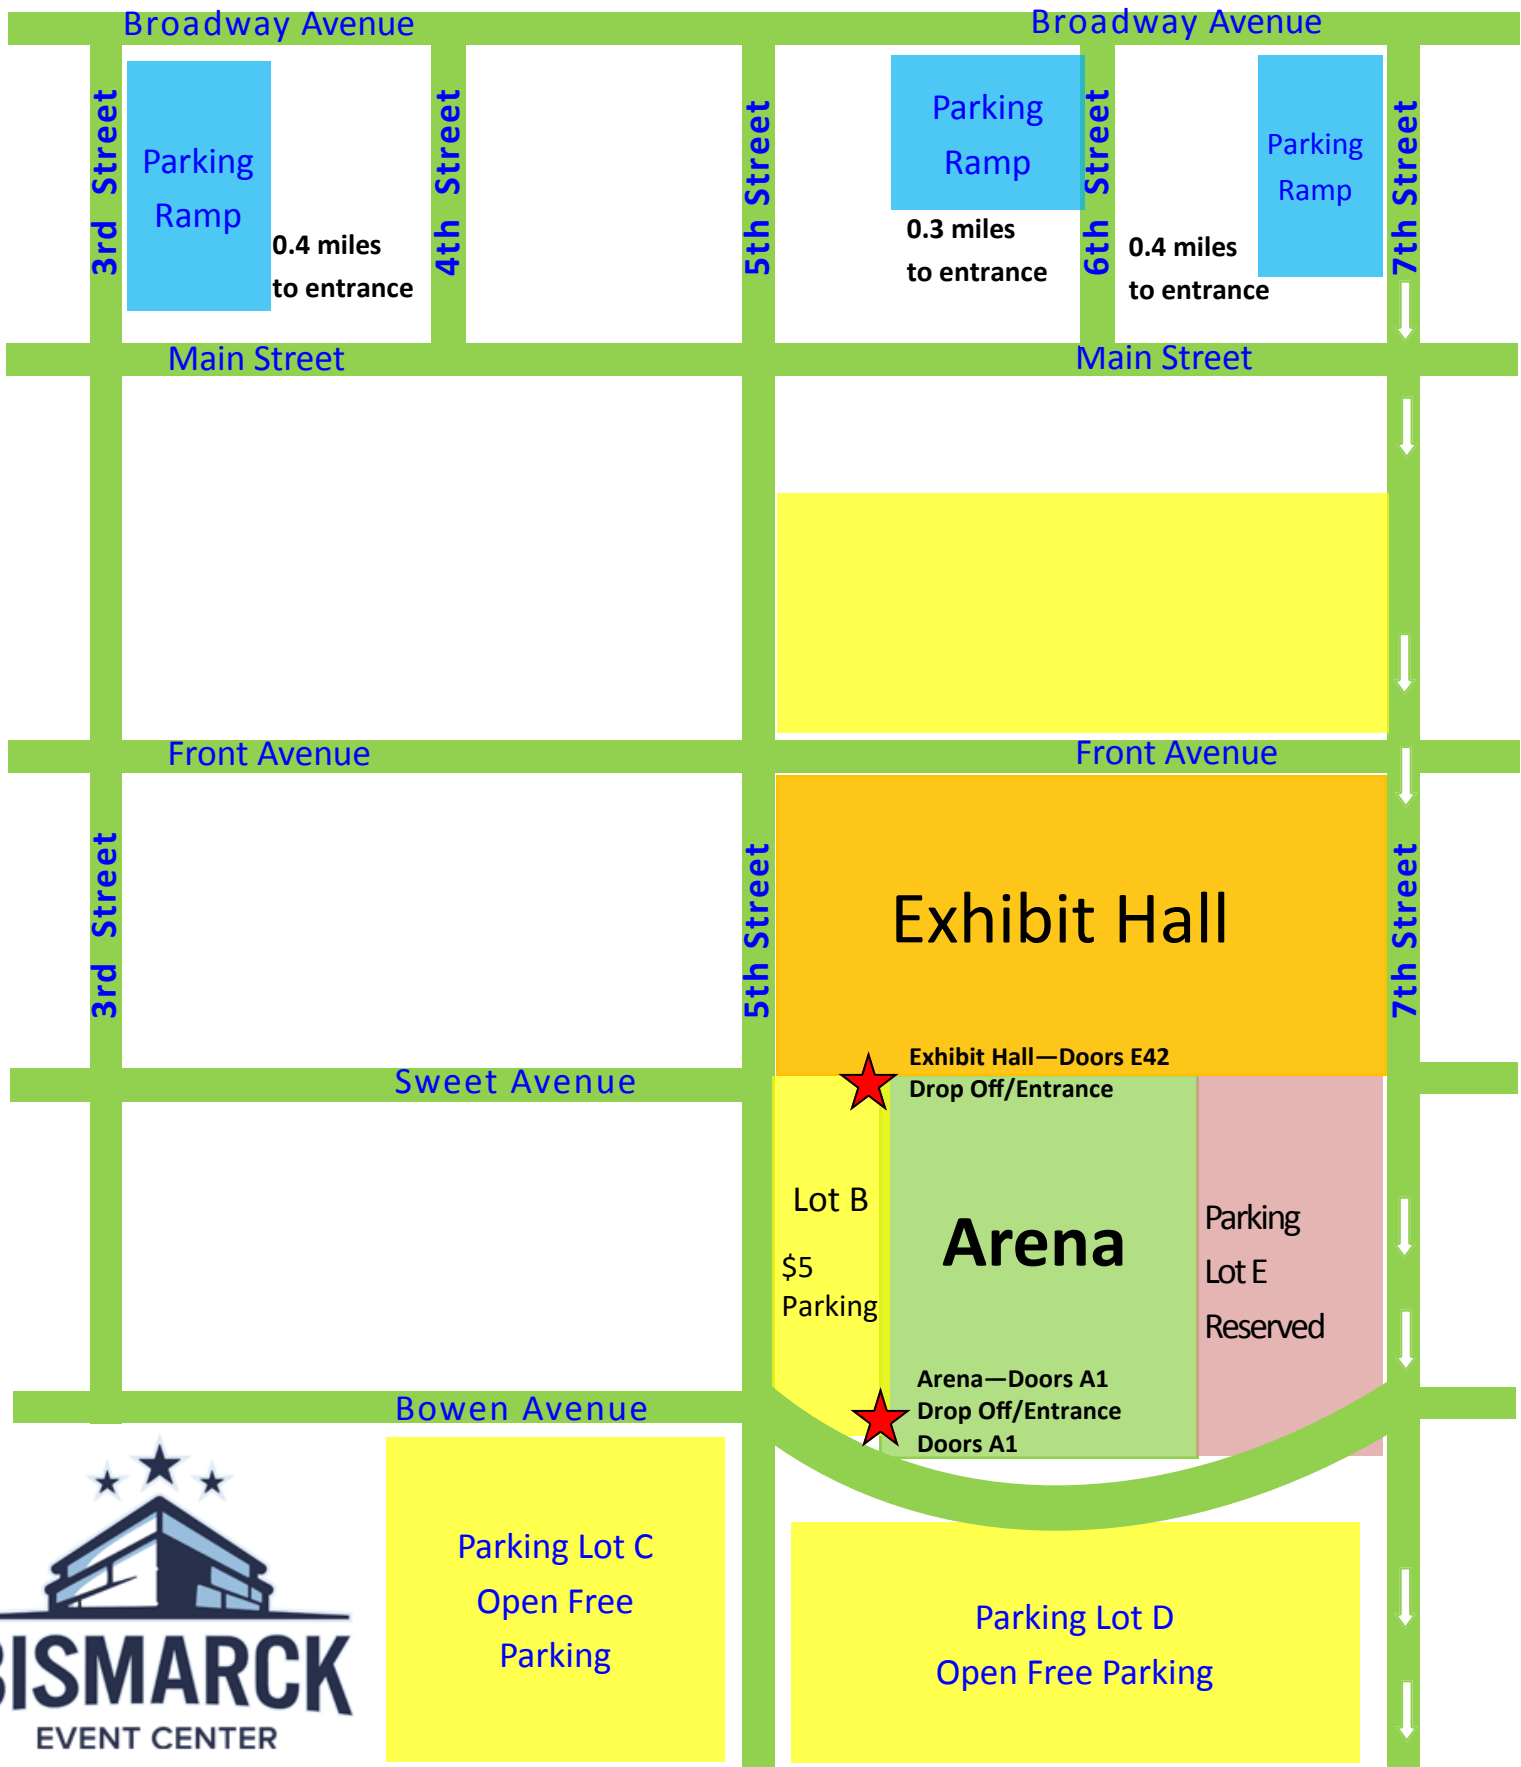 Broadway Avenue
Broadway Avenue
3rd Street
Parking
Ramp
0.4 miles
to entrance
4th Street
5th Street
Parking
Ramp
0.3 miles
to entrance
6th Street
0.4 miles
to entrance
Parking
Ramp
7th Street
Main Street
Main Street
Front Avenue
Front Avenue
3rd Street
5th Street
Exhibit Hall
7th Street
Exhibit Hall—Doors E42
Drop Off/Entrance
Sweet Avenue
Lot B
$5
Parking
Arena
Parking
Lot E
Reserved
Arena—Doors A1
Drop Off/Entrance
Doors A1
Bowen Avenue
Parking Lot C
Open Free
Parking
Parking Lot D
Open Free Parking
BISMARCK
EVENT CENTER